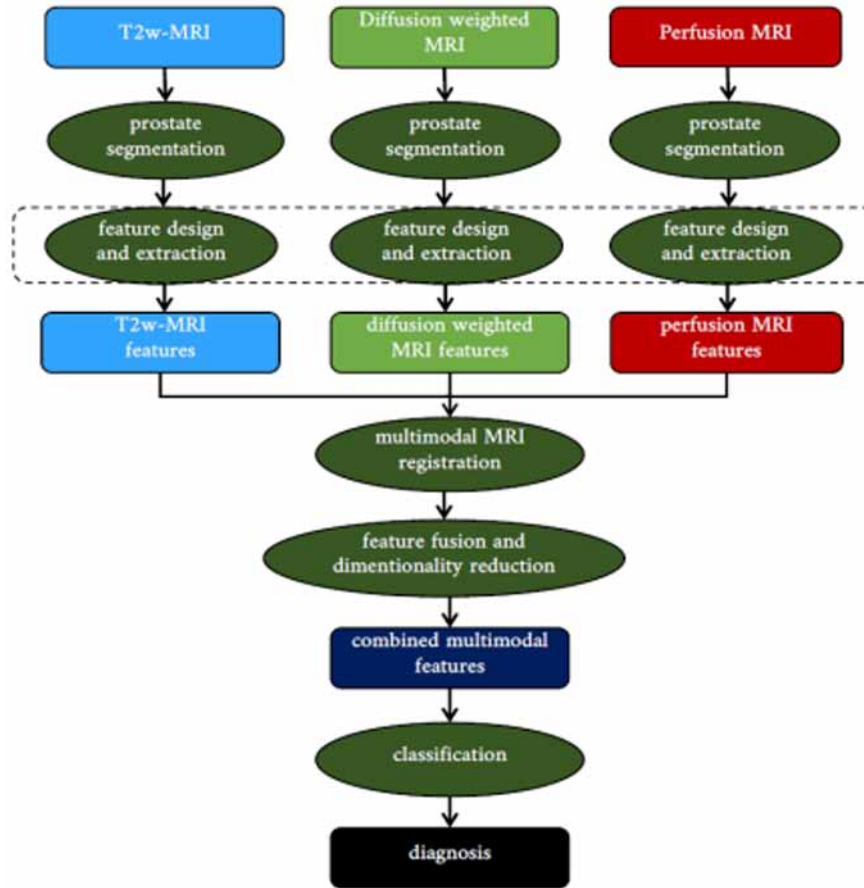 T2w-MRI
Diffusion weighted
MRI
Perfusion MRI
prostate
segmentation
prostate
segmentation
prostate
segmentation
feature design
and extraction
feature design
and extraction
feature design
and extraction
T2w-MRI
features
diffusion weighted
MRI features
perfusion MRI
features
multimodal MRI
registration
feature fusion and
dimentionality reduction
combined multimodal
features
classification
diagnosis